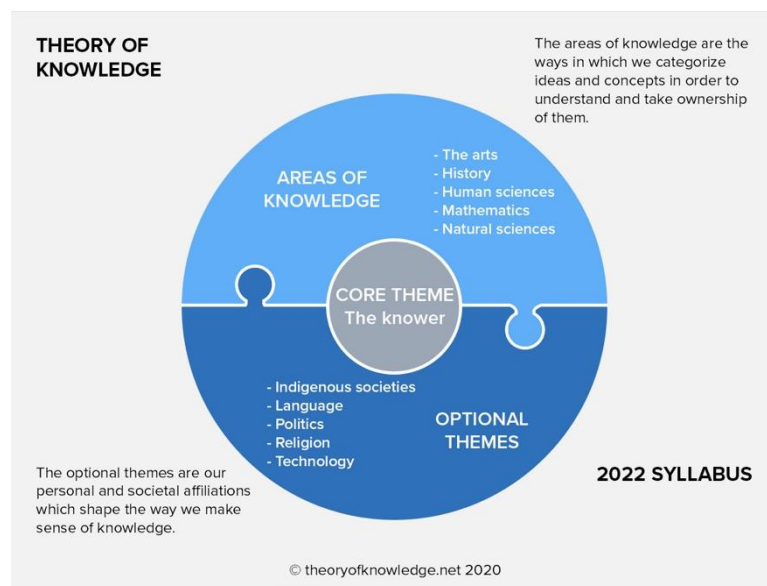 THEORY OF
KNOWLEDGE
The areas of knowledge are the
ways in which we categorize
ideas and concepts in order to
understand and take ownership
of them.
AREAS OF
KNOWLEDGE
- The arts
- History
- Human sciences
- Mathematics
- Natural sciences
CORE THEME
The knower
- Indigenous societies
- Language
- Politics
- Religion
- Technology
OPTIONAL
THEMES
The optional themes are our
personal and societal affiliations
which shape the way we make
sense of knowledge.
2022 SYLLABUS
© theoryofknowledge.net 2020